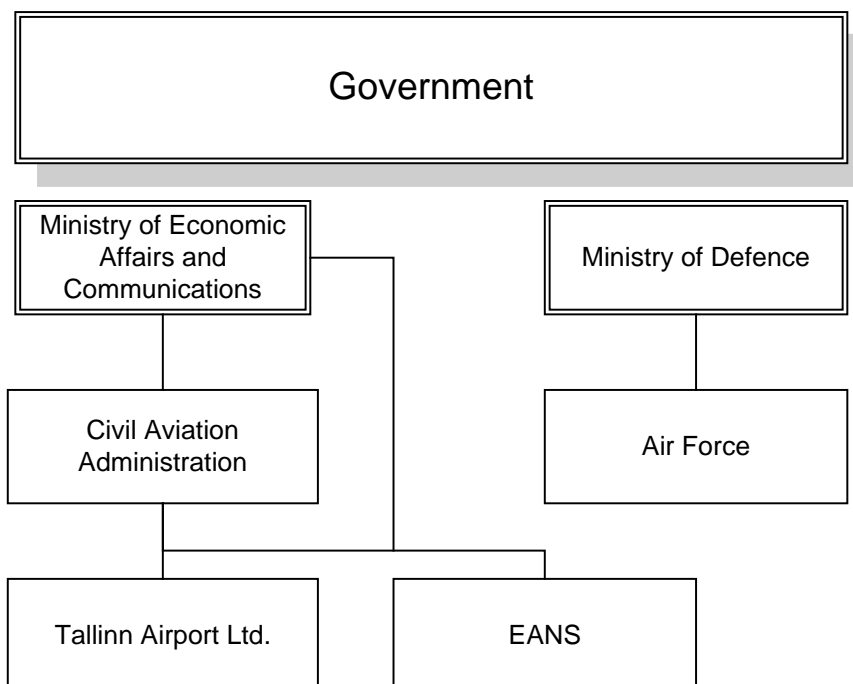 Government
Ministry of Economic
Affairs and
Communications
Ministry of Defence
Civil Aviation
Administration
Air Force
Tallinn Airport Ltd.
EANS